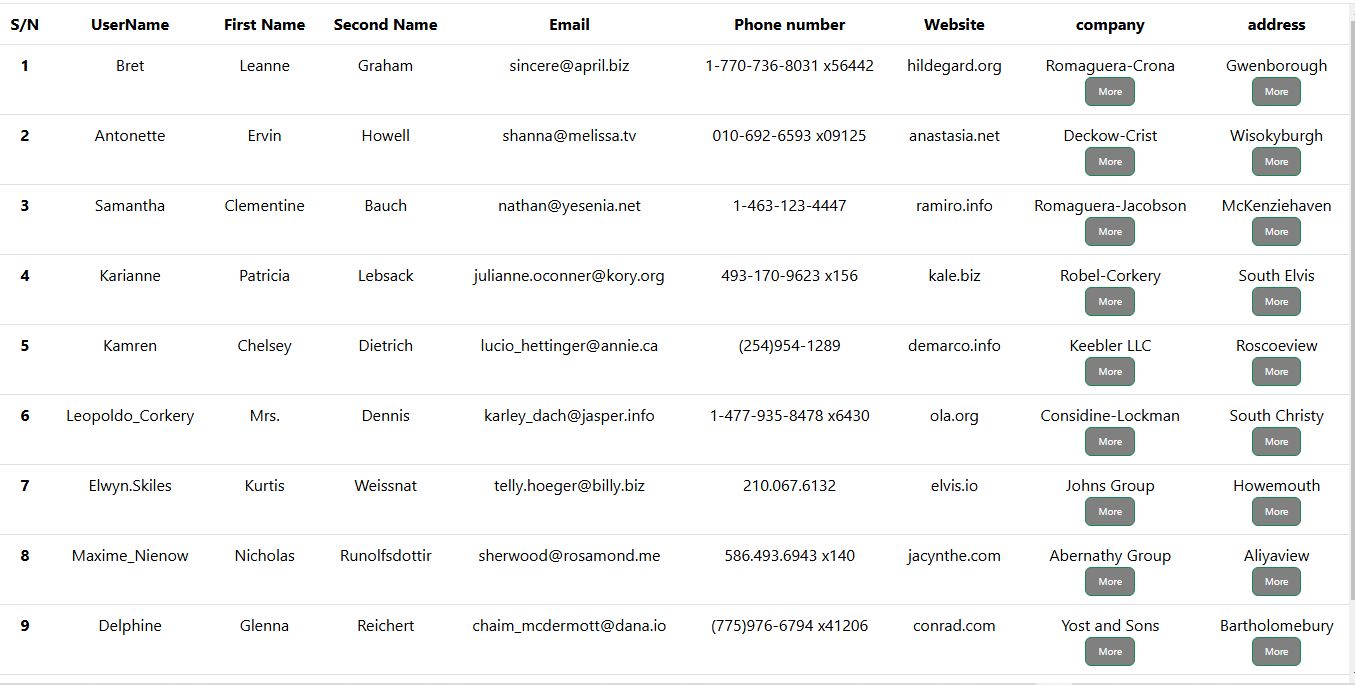 S/N UserName First Name Second Name Email Phone number Website company address
1 Bret Leanne Graham sincere@april.biz 1-770-736-8031 x56442 hildegard.org Romaguera-Crona Gwenborough
More More
2 Antonette Ervin Howell shanna@melissa.tv 010-692-6593 x09125 anastasia.net Deckow-Crist Wisokyburgh
More More
3 Samantha Clementine Bauch nathan@yesenia.net 1-463-123-4447 ramiro.info Romaguera-Jacobson McKenziehaven
More More
4 Karianne Patricia Lebsack julianne.oconner@kory.org 493-170-9623 x156 kale.biz Robel-Corkery South Elvis
More More
5 Kamren Chelsey Dietrich lucio_hettinger@annie.ca (254)954-1289 demarco.info Keebler LLC Roscoeview
More More
6 Leopoldo_Corkery Mrs. Dennis karley_dach@jasper.info 1-477-935-8478 x6430 ola.org Considine-Lockman South Christy
More More
7 Elwyn.Skiles Kurtis Weissnat telly.hoeger@billy.biz 210.067.6132 elvis.io Johns Group Howemouth
More More
8 Maxime_Nienow Nicholas Runolfsdottir sherwood@rosamond.me 586.493.6943 x140 jacynthe.com Abernathy Group Aliyaview
More More
9 Delphine Glenna Reichert chaim_mcdermott@dana.io (775)976-6794 x41206 conrad.com Yost and Sons Bartholomebury
More More